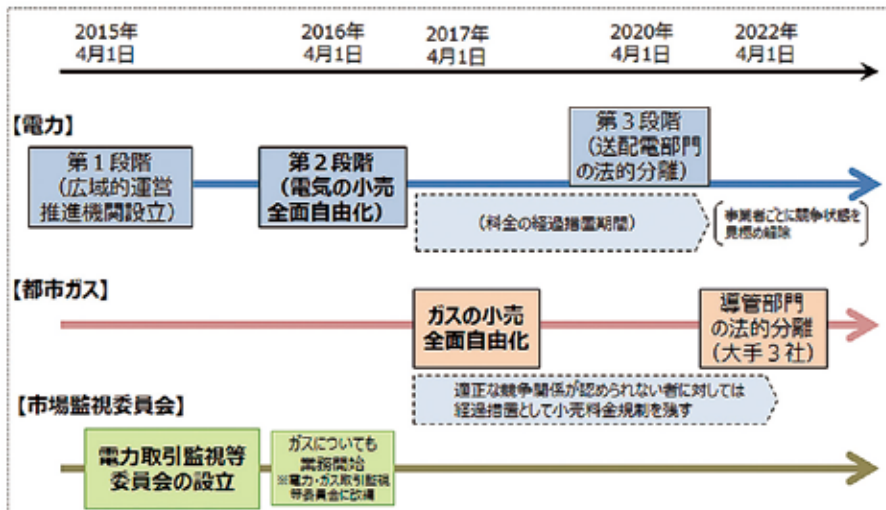 2015年
4月1日
2016年
4月1日
2017年
4月1日
2020年
4月1日
2022年
4月1日
【電力】
第1段階
(広域的運営
推進機関設立)
第2段階
(電気の小売
全面自由化)
第3段階
(送配電部門
の法的分離)
(料金の経過措置期間)
事業者ごとに競争状態を
見極め解除
【都市ガス】
ガスの小売
全面自由化
導管部門
の法的分離
(大手3社)
適正な競争関係が認められない者に対しては
経過措置として小売料金規制を残す
【市場監視委員会】
電力取引監視等
委員会の設立
ガスについても
業務開始
※電力・ガス取引監視
等委員会に改編